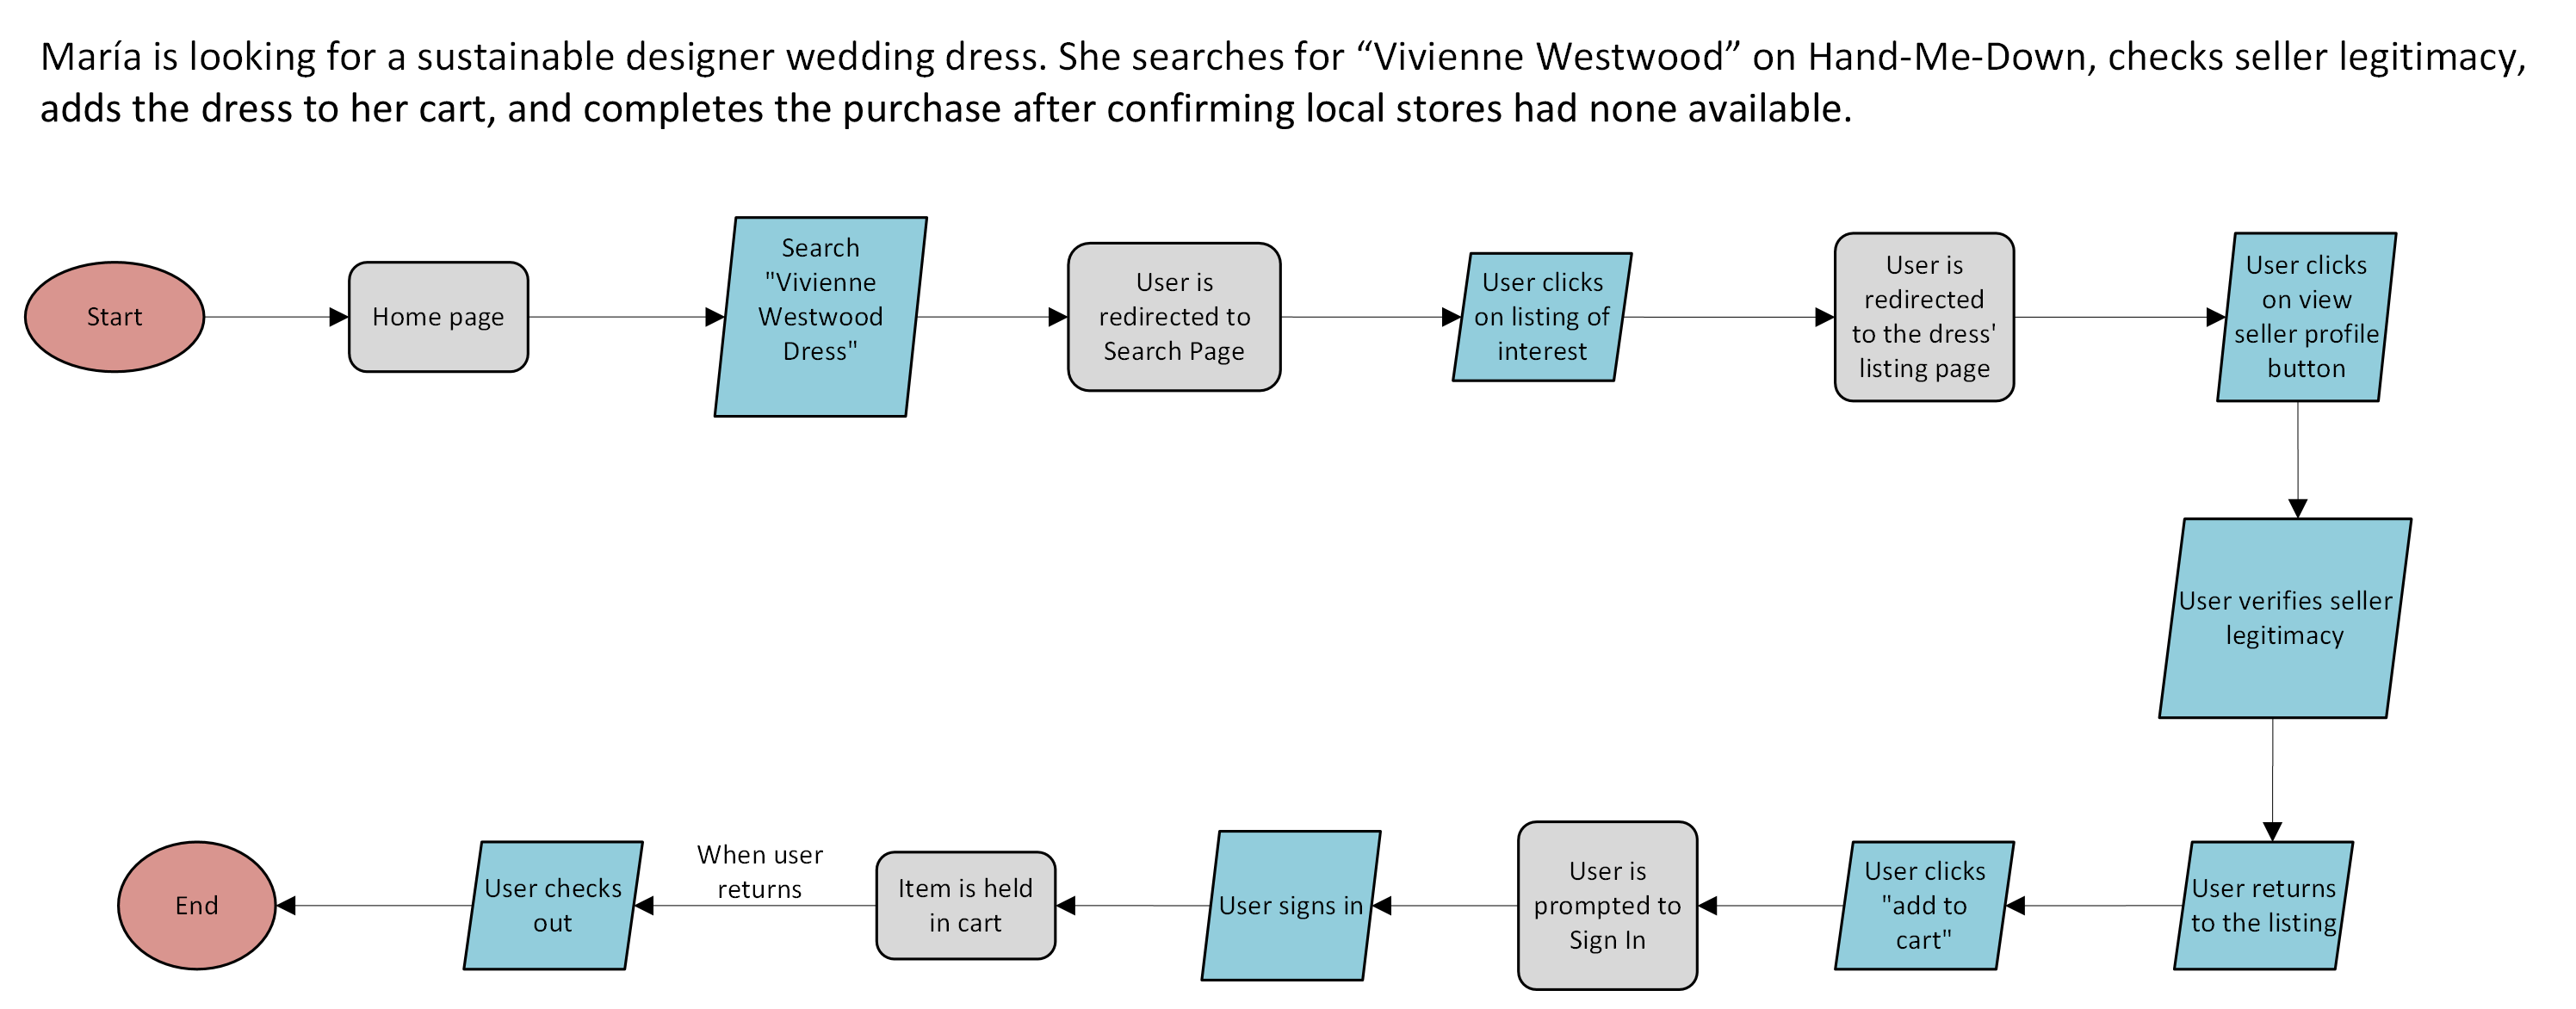 María is looking for a sustainable designer wedding dress. She searches for “Vivienne Westwood” on Hand-Me-Down, checks seller legitimacy,
adds the dress to her cart, and completes the purchase after confirming local stores had none available.
Start
Home page
Search
"Vivienne
Westwood
Dress"
User is
redirected to
Search Page
User clicks
on listing of
interest
User is
redirected
to the dress'
listing page
User clicks
on view
seller profile
button
User verifies seller
legitimacy
User returns
to the listing
User clicks
"add to
cart"
User is
prompted to
Sign In
User signs in
Item is held
in cart
When user
returns
User checks
out
End